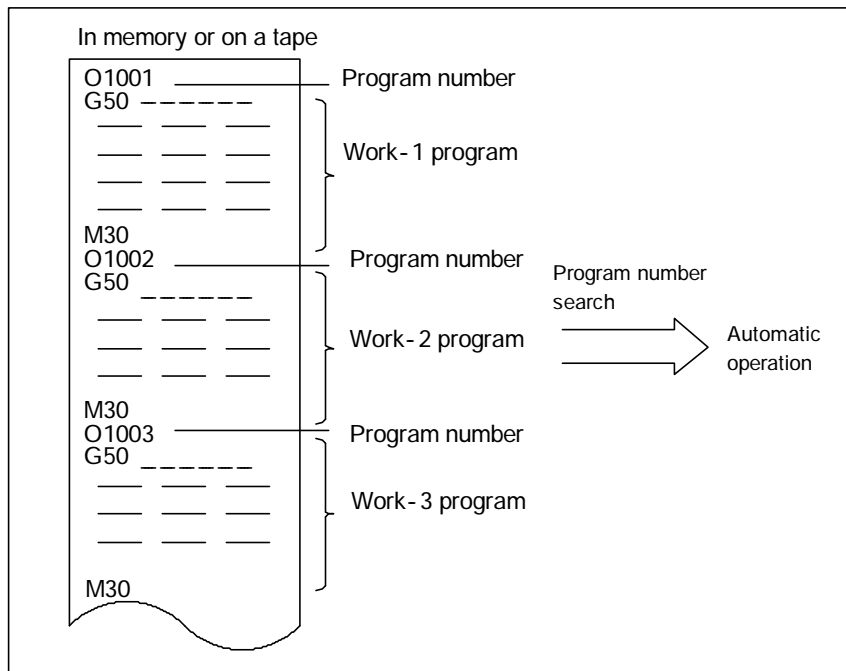 In memory or on a tape
O1001
Program number
G50
Work-1 program
M30
O1002
Program number
G50
Program number
search
Work-2 program
Automatic
operation
M30
O1003
Program number
G50
Work-3 program
M30